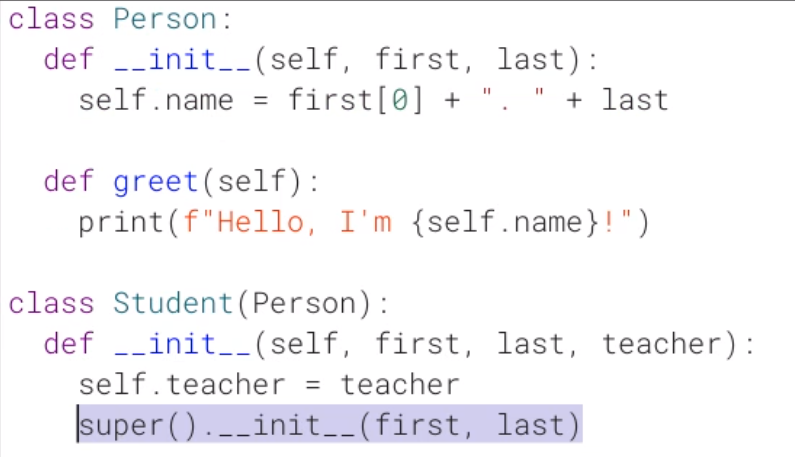 class Person:
  def __init__(self, first, last):
    self.name = first[0] + ". " + last
  def greet(self):
    print(f"Hello, I'm {self.name}!")
class Student(Person):
  def __init__(self, first, last, teacher):
    self.teacher = teacher
    super().__init__(first, last)